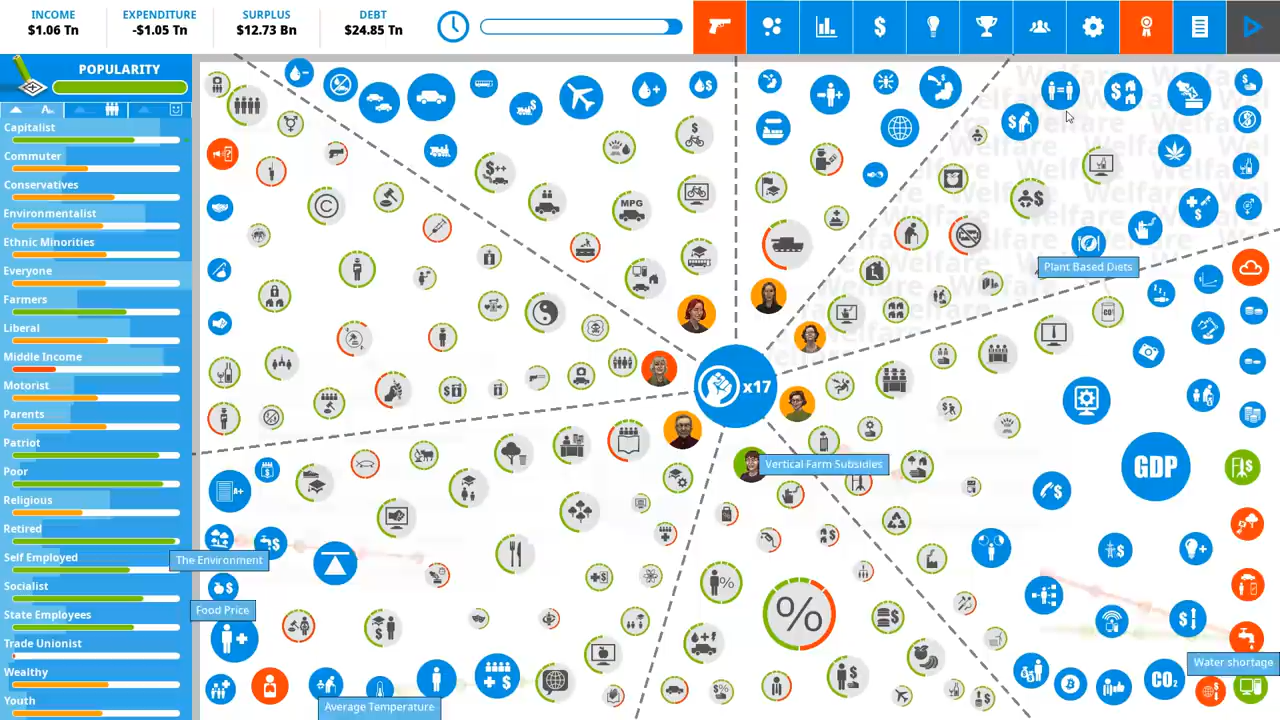 INCOME
$1.06 Tn
EXPENDITURE
-$1.05 Tn
SURPLUS
$12.73 Bn
DEBT
$24.85 Tn
POPULARITY
Capitalist
Commuter
Conservatives
Environmentalist
Ethnic Minorities
Everyone
Farmers
Liberal
Middle Income
Motorist
Parents
Patriot
Poor
Religious
Retired
Self Employed
Socialist
State Employees
Trade Unionist
Wealthy
Youth
Welfare
MPG
Plant Based Diets
x17
Vertical Farm Subsidies
GDP
The Environment
Food Price
Average Temperature
Water shortage
CO₂
A+
%